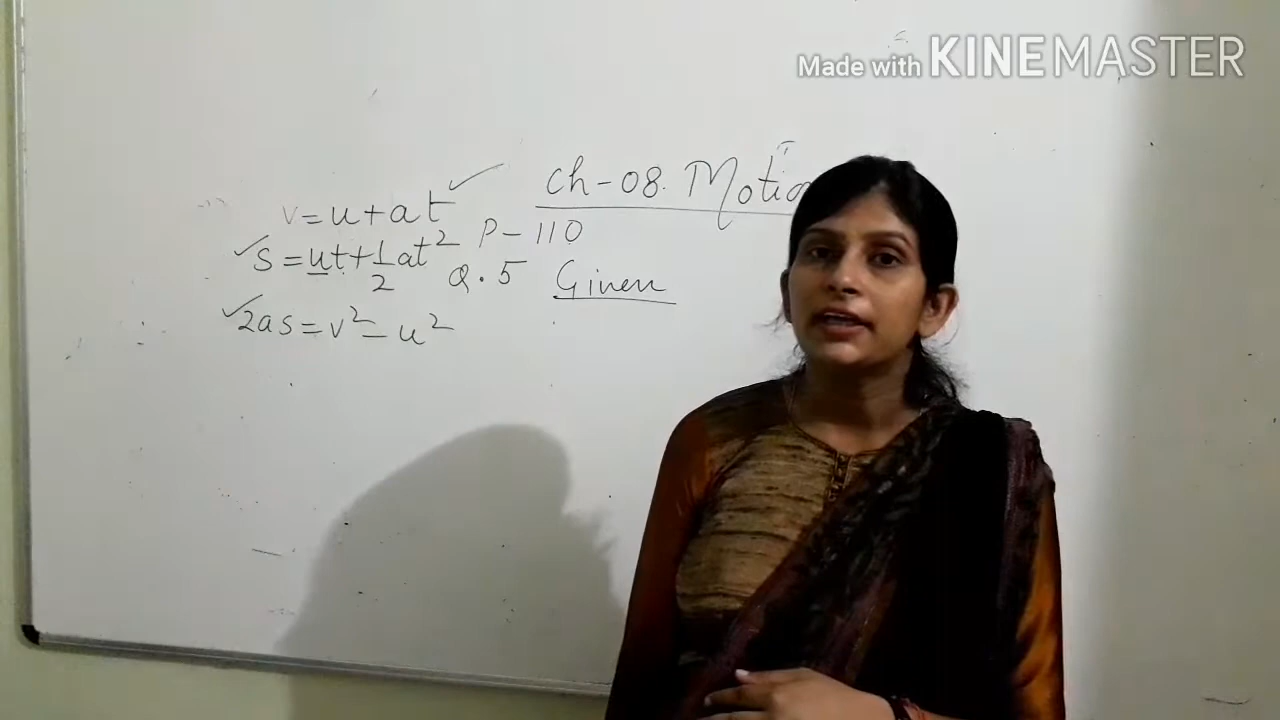 Made with KINEMASTER
Ch-08. Motio
v=u+at
P-110
s=ut+1/2at²
Q.5 Given
2as=v²-u²